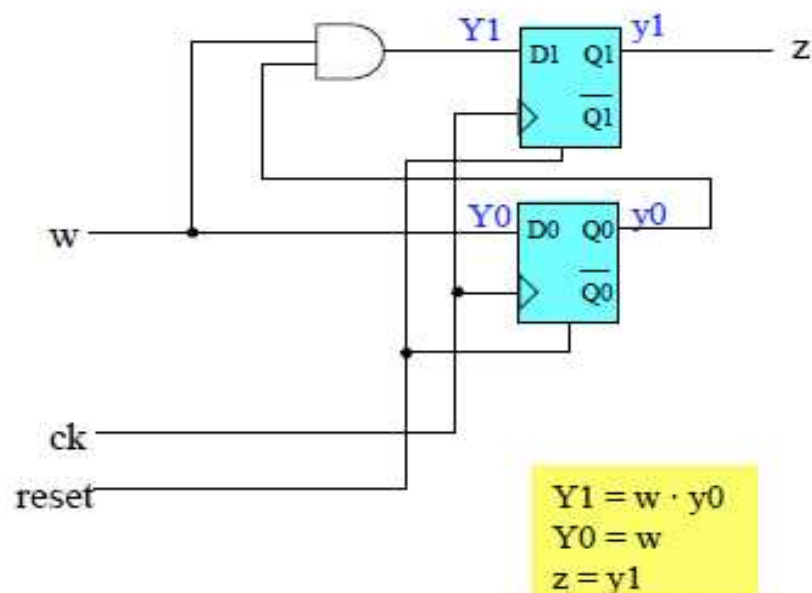 Y1
y1
z
D1 Q1
Q1
w
Y0
y0
D0 Q0
Q0
ck
reset
Y1 = w · y0
Y0 = w
z = y1